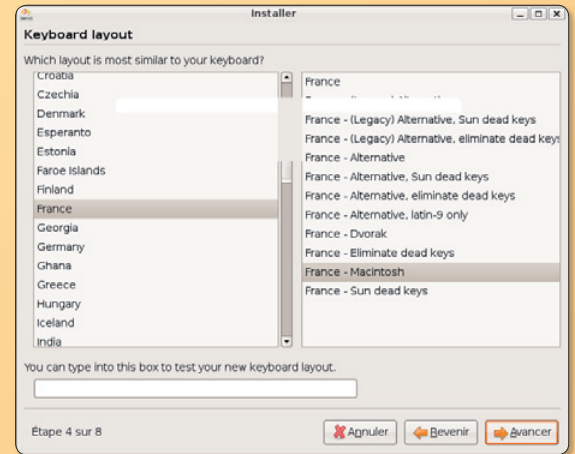 Installer
Keyboard layout
Which layout is most similar to your keyboard?
Croatia
Czechia
Denmark
Esperanto
Estonia
Faroe Islands
Finland
France
Georgia
Germany
Ghana
Greece
Hungary
Iceland
India
France
France - (Legacy) Alternative, Sun dead keys
France - (Legacy) Alternative, eliminate dead keys
France - Alternative
France - Alternative, Sun dead keys
France - Alternative, eliminate dead keys
France - Alternative, latin-9 only
France - Dvorak
France - Eliminate dead keys
France - Macintosh
France - Sun dead keys
You can type into this box to test your new keyboard layout.
Étape 4 sur 8
Annuler
Revenir
Avancer